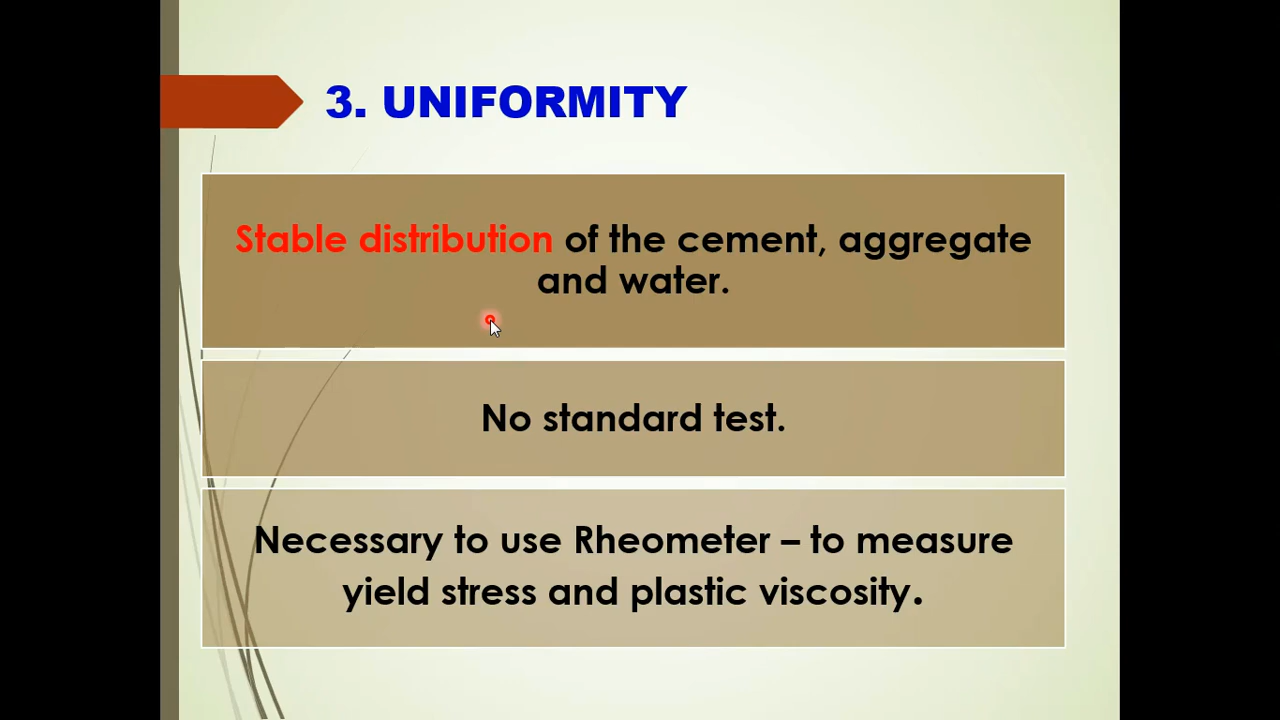 3. UNIFORMITY
Stable distribution of the cement, aggregate
and water.
No standard test.
Necessary to use Rheometer – to measure
yield stress and plastic viscosity.